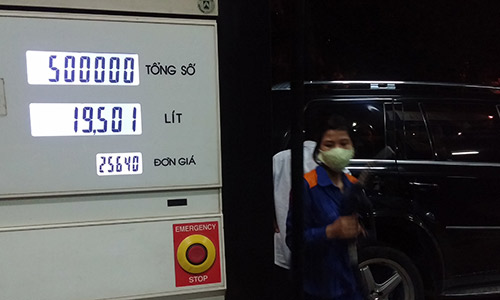 500000 TỔNG SỐ
19,501 LÍT
25640 ĐƠN GIÁ
EMERGENCY
STOP